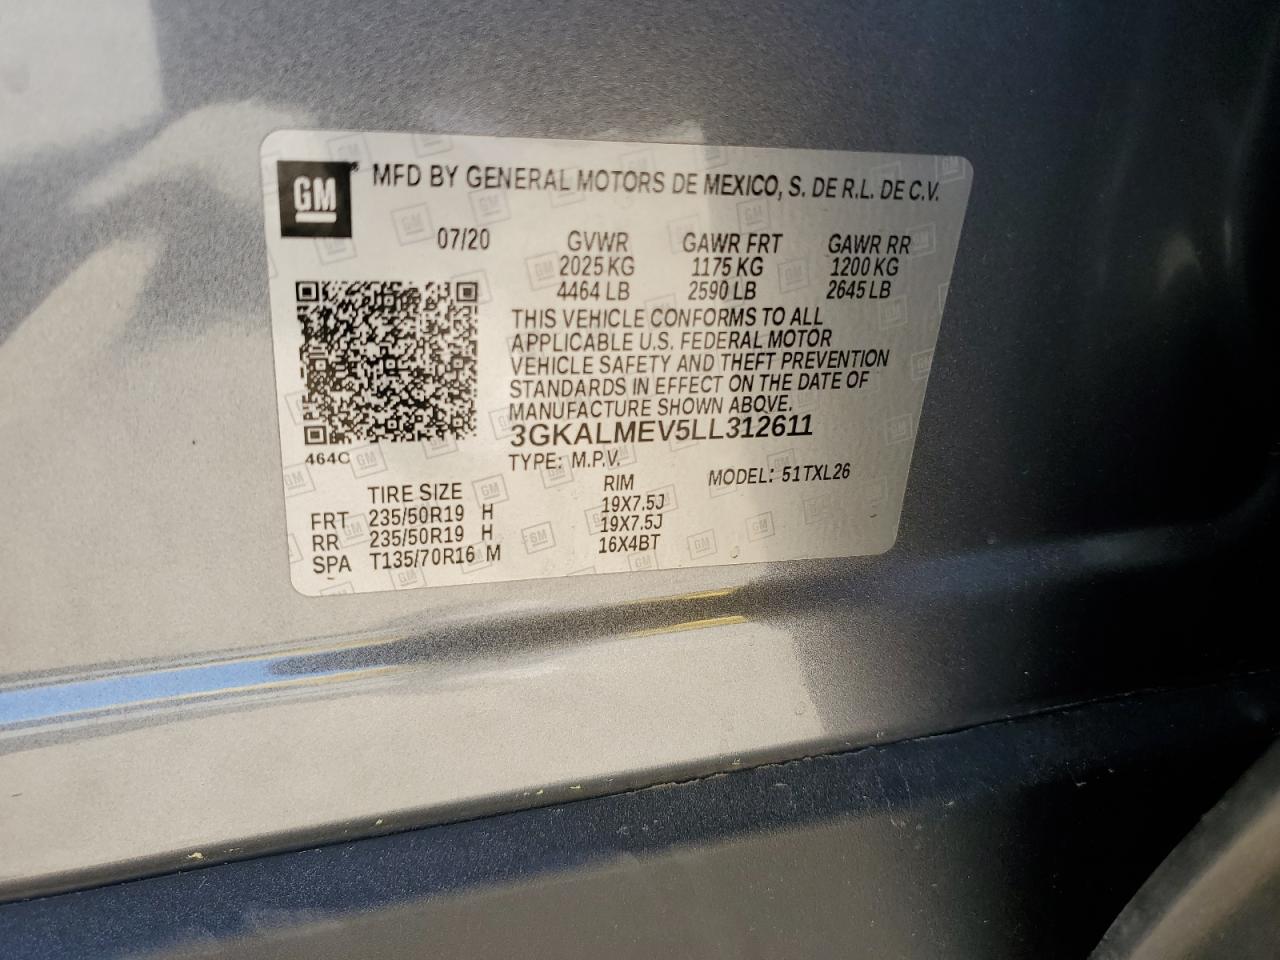 GM
MFD BY GENERAL MOTORS DE MEXICO, S. DE R.L. DE C.V.
07/20 GVWR GAWR FRT GAWR RR
2025 KG 1175 KG 1200 KG
4464 LB 2590 LB 2645 LB
THIS VEHICLE CONFORMS TO ALL
APPLICABLE U.S. FEDERAL MOTOR
VEHICLE SAFETY AND THEFT PREVENTION
STANDARDS IN EFFECT ON THE DATE OF
MANUFACTURE SHOWN ABOVE.
3GKALMEV5LL312611
464C
TYPE: M.P.V. MODEL: 51TXL26
TIRE SIZE RIM
FRT 235/50R19 H 19X7.5J
RR 235/50R19 H 19X7.5J
SPA T135/70R16 M 16X4BT